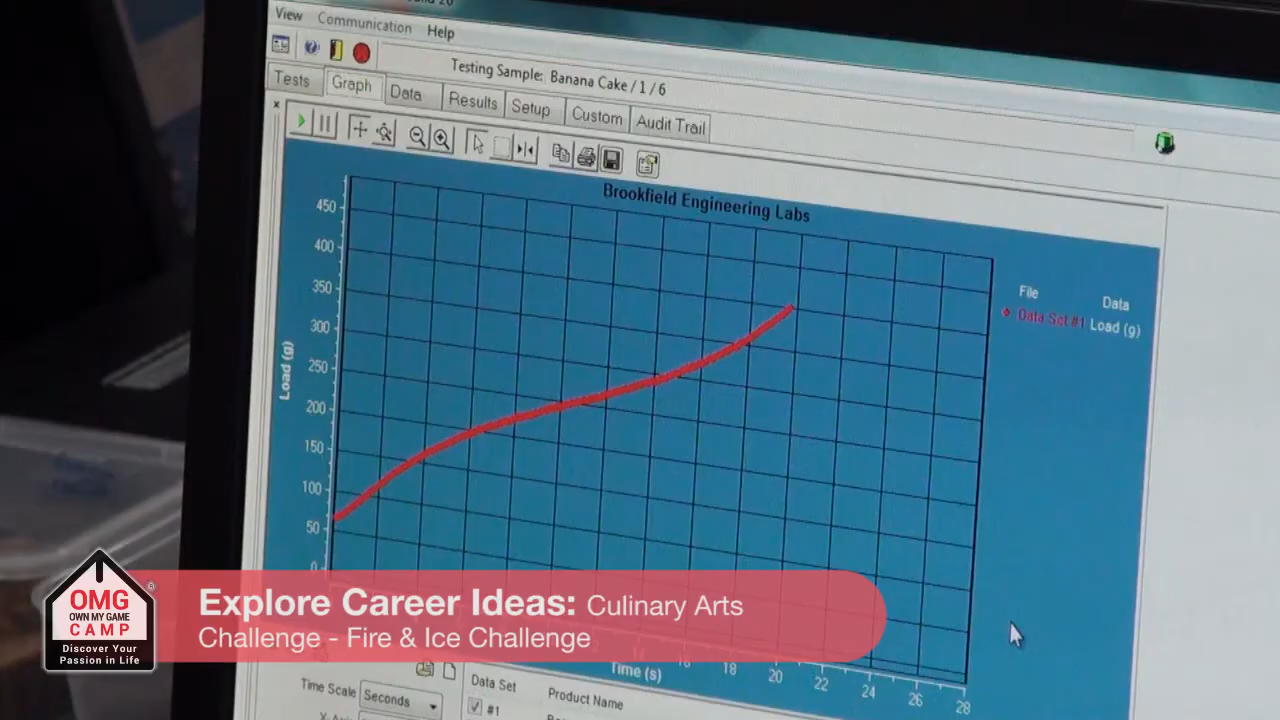 View Communication Help
Testing Sample: Banana Cake / 1 / 6
Tests Graph Data Results Setup Custom Audit Trail
Brookfield Engineering Labs
450
400
350
300
250
200
150
100
50
0
Load (g)
File Data
Data Set #1 Load (g)
16 18 20 22 24 26 28
Time (s)
Time Scale Seconds
Data Set Product Name
#1
OMG
OWN MY GAME
CAMP
Discover Your
Passion in Life
Explore Career Ideas: Culinary Arts
Challenge - Fire & Ice Challenge